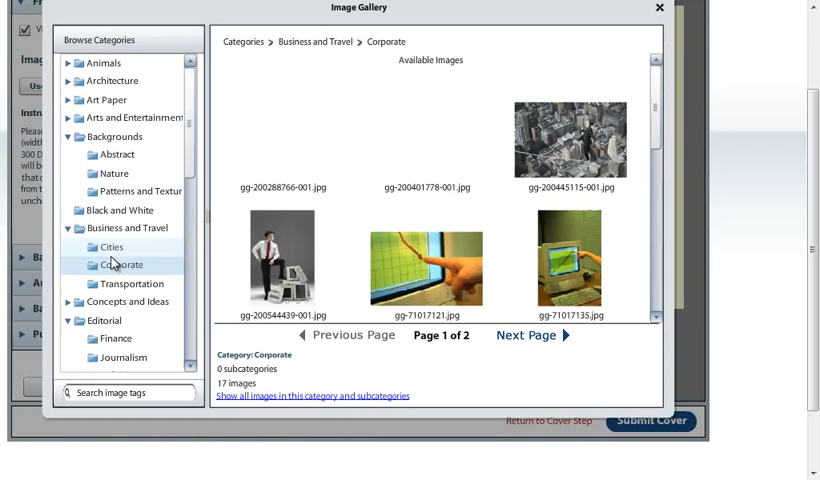 Image Gallery
Browse Categories
Animals
Architecture
Art Paper
Arts and Entertainment
Backgrounds
Abstract
Nature
Patterns and Textur
Black and White
Business and Travel
Cities
Corporate
Transportation
Concepts and Ideas
Editorial
Finance
Journalism
Search image tags
Categories > Business and Travel > Corporate
Available Images
gg-200288766-001.jpg
gg-200401778-001.jpg
gg-200445115-001.jpg
gg-200544439-001.jpg
gg-71017121.jpg
gg-71017135.jpg
Previous Page
Page 1 of 2
Next Page
Category: Corporate
0 subcategories
17 images
Show all images in this category and subcategories
Return to Cover Step
Submit Cover